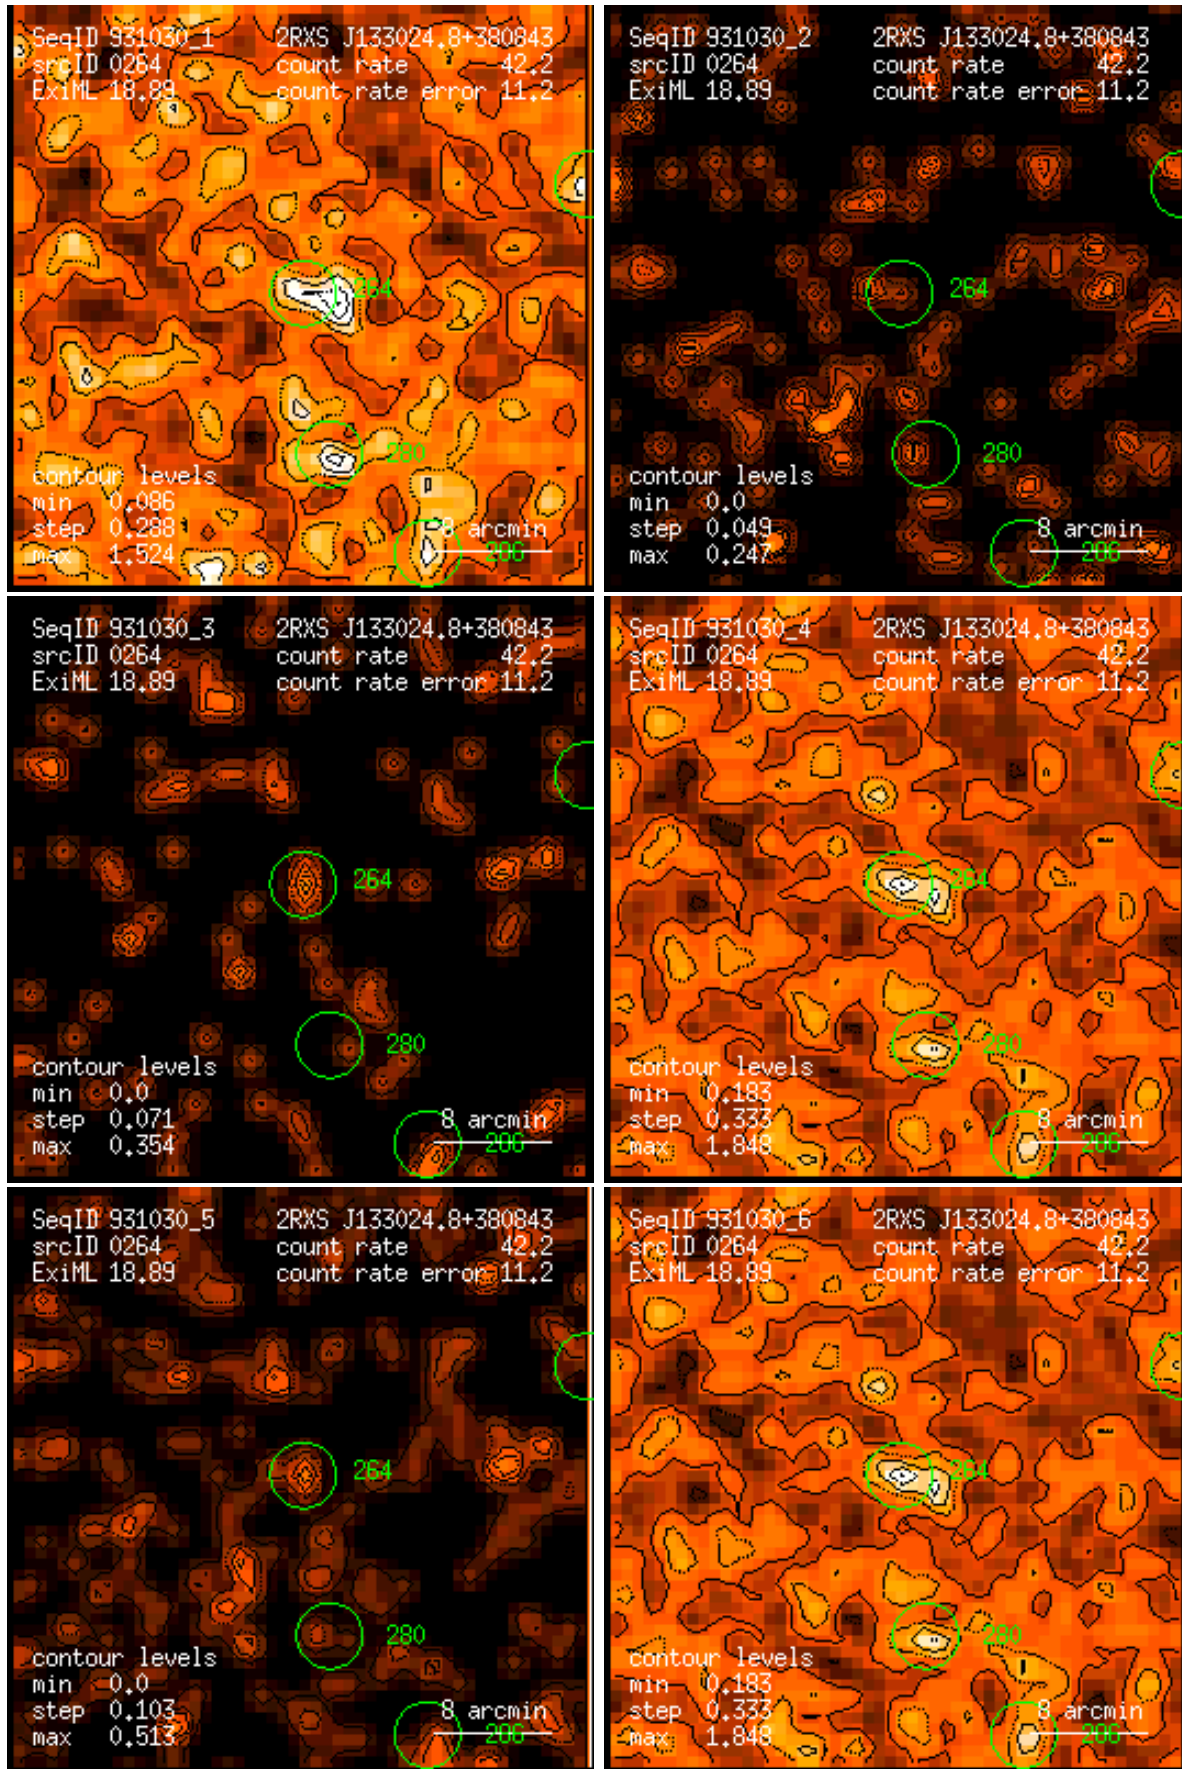 SeqID 931030_1 2RXS J133024.8+380843
srcID 0264 count rate 42.2
ExiML 18.89 count rate error 11.2
264
280
contour levels
min 0.086
step 0.288 8 arcmin
max 1.524 206
SeqID 931030_2 2RXS J133024.8+380843
srcID 0264 count rate 42.2
ExiML 18.89 count rate error 11.2
264
280
contour levels
min 0.0
step 0.049 8 arcmin
max 0.247 206
SeqID 931030_3 2RXS J133024.8+380843
srcID 0264 count rate 42.2
ExiML 18.89 count rate error 11.2
264
280
contour levels
min 0.0
step 0.071 8 arcmin
max 0.354 206
SeqID 931030_4 2RXS J133024.8+380843
srcID 0264 count rate 42.2
ExiML 18.89 count rate error 11.2
264
280
contour levels
min 0.183
step 0.333 8 arcmin
max 1.848 206
SeqID 931030_5 2RXS J133024.8+380843
srcID 0264 count rate 42.2
ExiML 18.89 count rate error 11.2
264
280
contour levels
min 0.0
step 0.103 8 arcmin
max 0.513 206
SeqID 931030_6 2RXS J133024.8+380843
srcID 0264 count rate 42.2
ExiML 18.89 count rate error 11.2
264
280
contour levels
min 0.183
step 0.333 8 arcmin
max 1.848 206